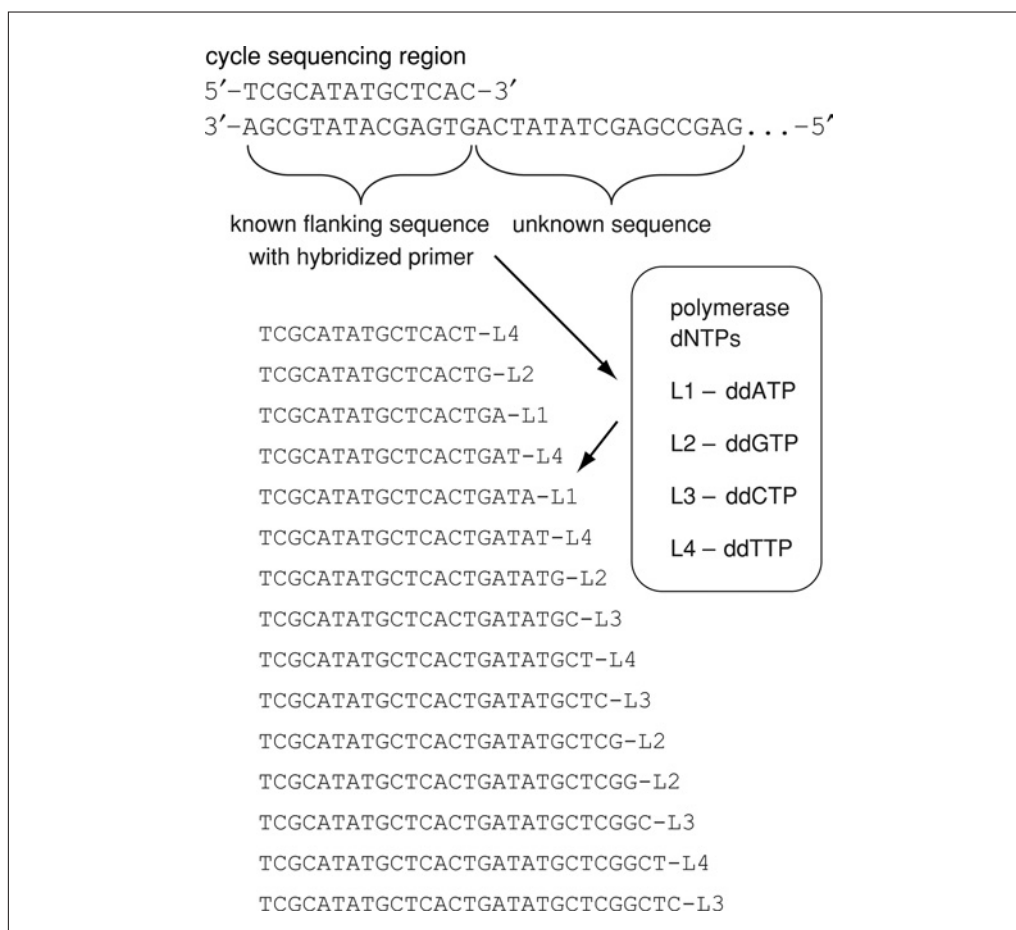 cycle sequencing region
5′–TCGCATATGCTCAC–3′
3′–AGCGTATACGAGTGACTATATCGAGCCGAG...–5′
known flanking sequence
with hybridized primer
unknown sequence
polymerase
dNTPs
L1 – ddATP
L2 – ddGTP
L3 – ddCTP
L4 – ddTTP
TCGCATATGCTCACT–L4
TCGCATATGCTCACTG–L2
TCGCATATGCTCACTGA–L1
TCGCATATGCTCACTGAT–L4
TCGCATATGCTCACTGATA–L1
TCGCATATGCTCACTGATAT–L4
TCGCATATGCTCACTGATATG–L2
TCGCATATGCTCACTGATATGC–L3
TCGCATATGCTCACTGATATGCT–L4
TCGCATATGCTCACTGATATGCTC–L3
TCGCATATGCTCACTGATATGCTCG–L2
TCGCATATGCTCACTGATATGCTCGG–L2
TCGCATATGCTCACTGATATGCTCGGC–L3
TCGCATATGCTCACTGATATGCTCGGCT–L4
TCGCATATGCTCACTGATATGCTCGGCTC–L3